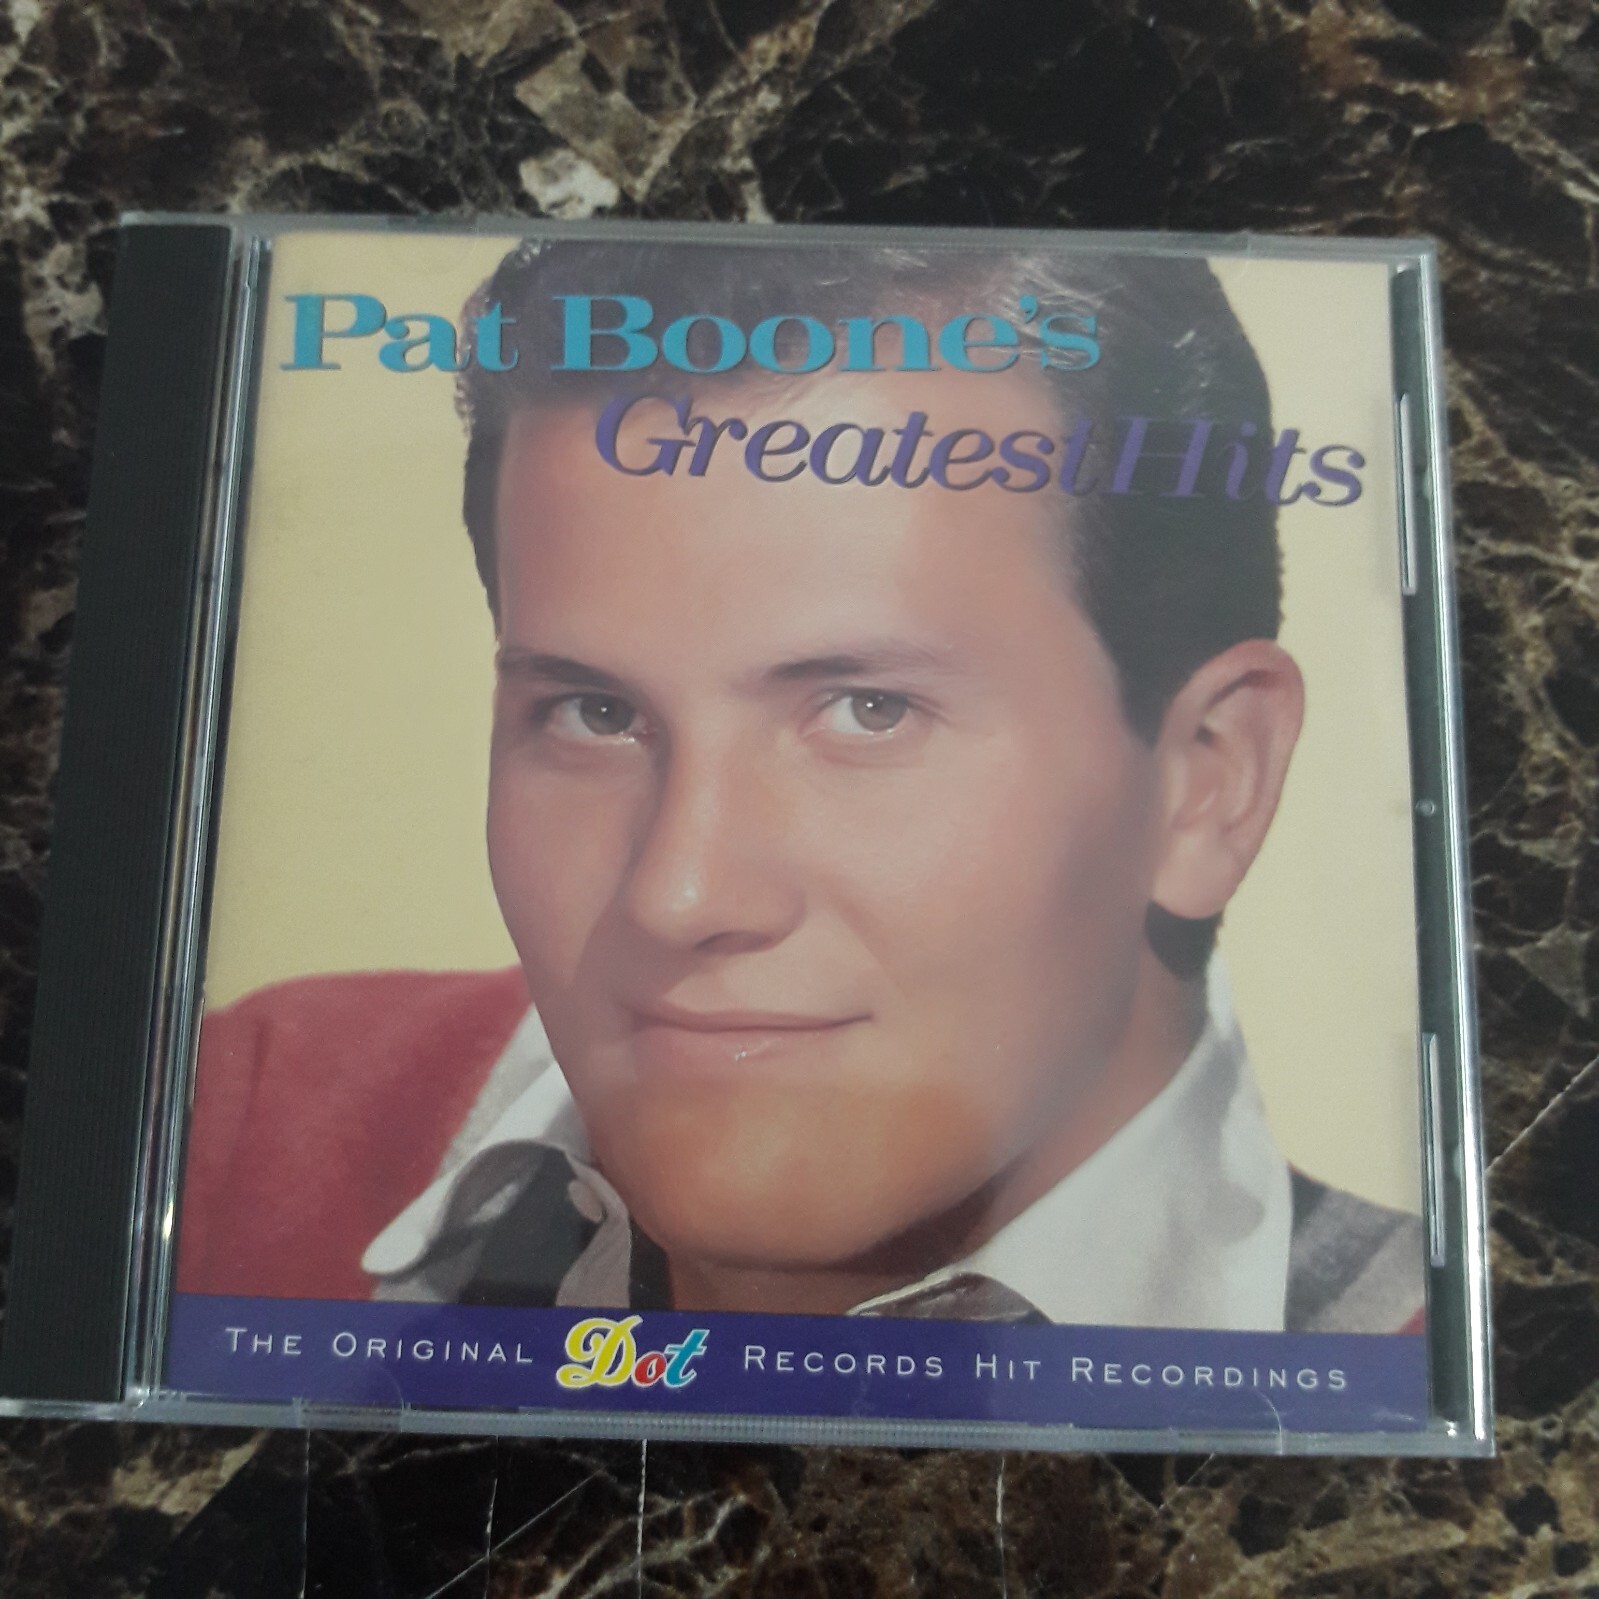 Pat Boone's
Greatest Hits
THE ORIGINAL Dot RECORDS HIT RECORDINGS